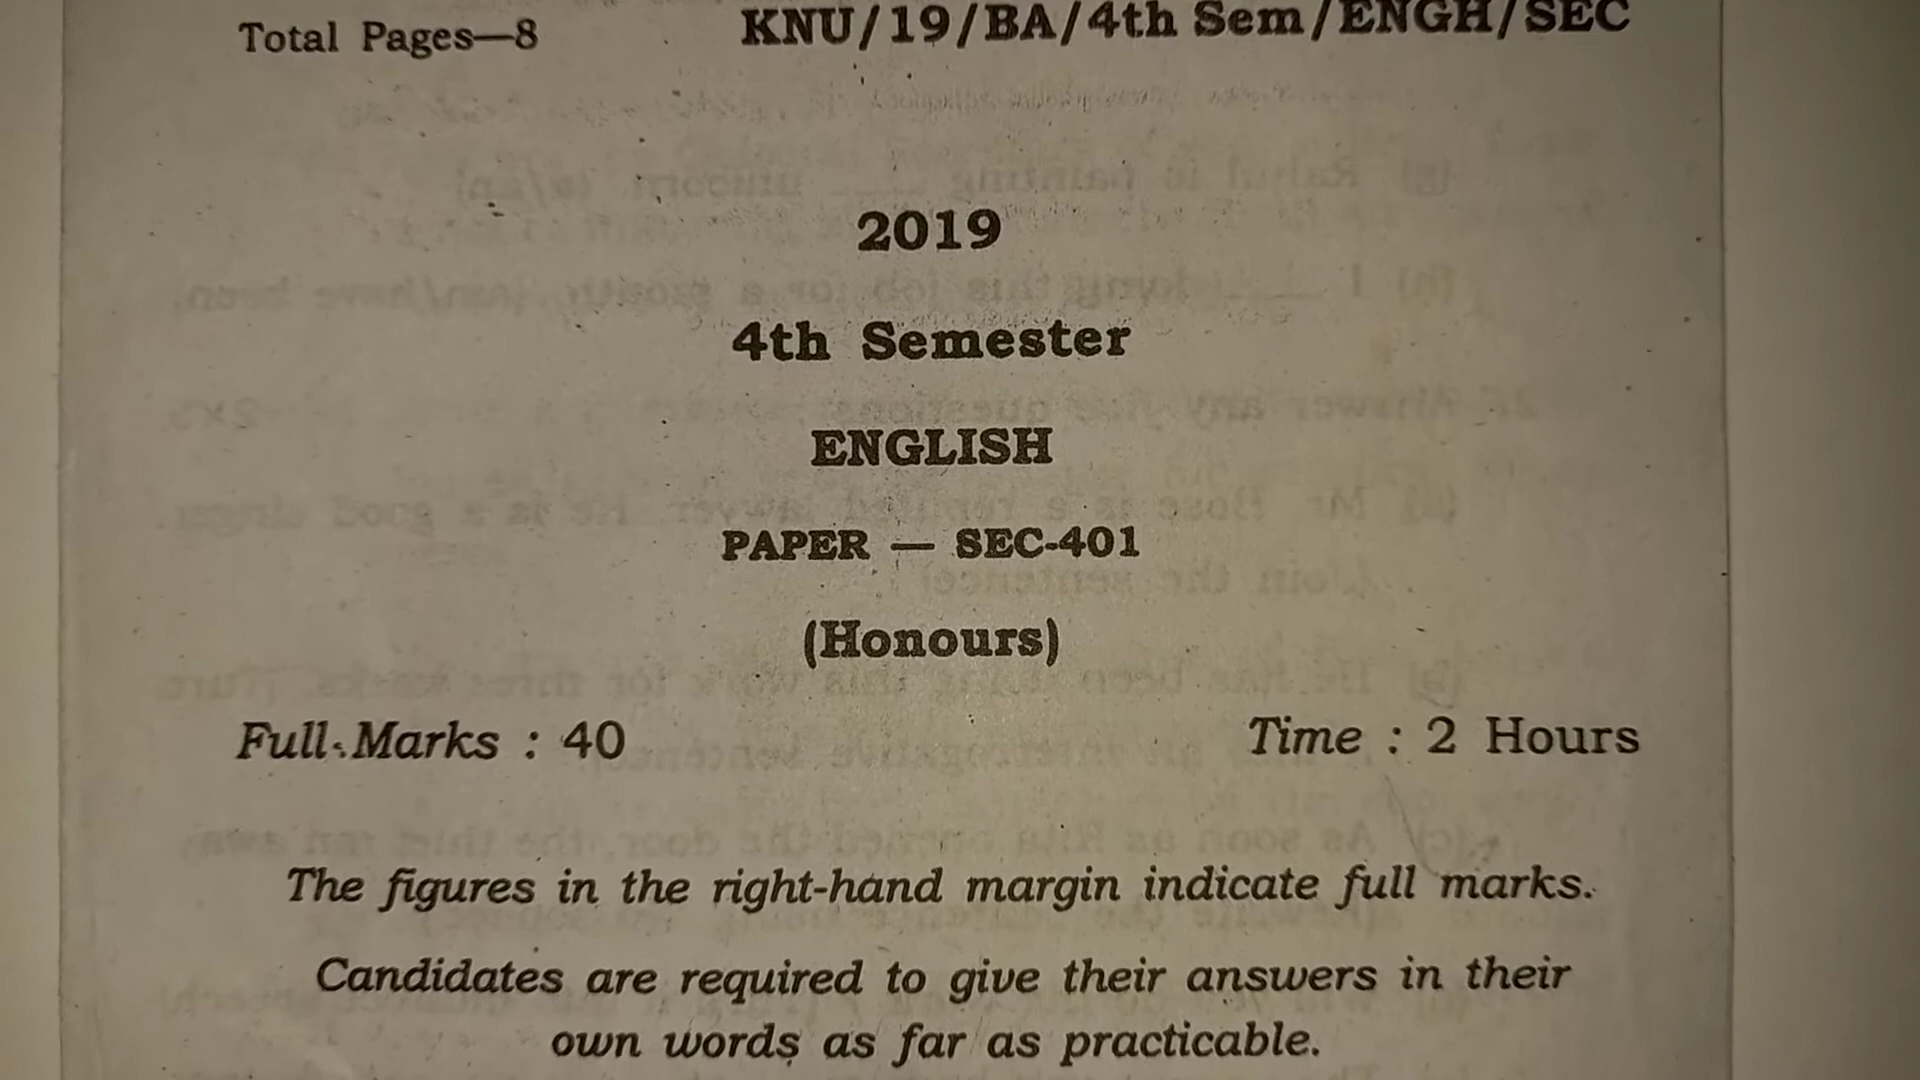 Total Pages—8 KNU/19/BA/4th Sem/ENGH/SEC
2019
4th Semester
ENGLISH
PAPER — SEC-401
(Honours)
Full Marks : 40 Time : 2 Hours
The figures in the right-hand margin indicate full marks.
Candidates are required to give their answers in their
own words as far as practicable.